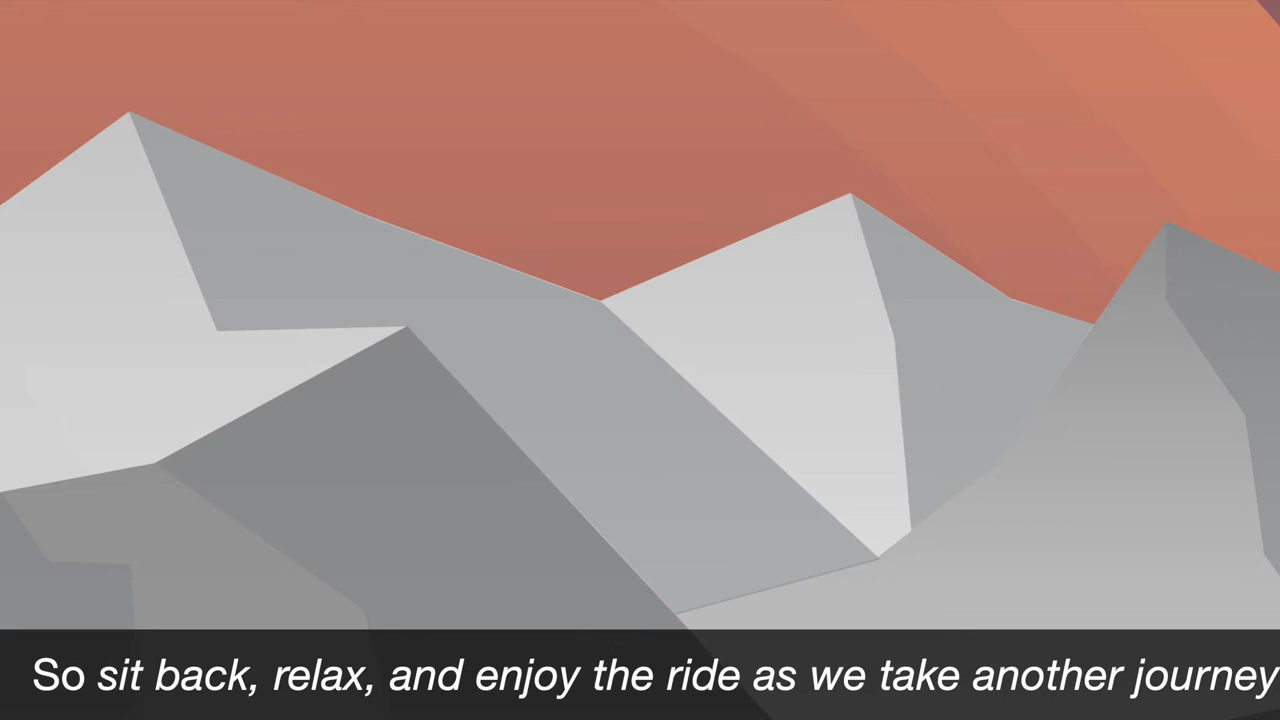 So sit back, relax, and enjoy the ride as we take another journey